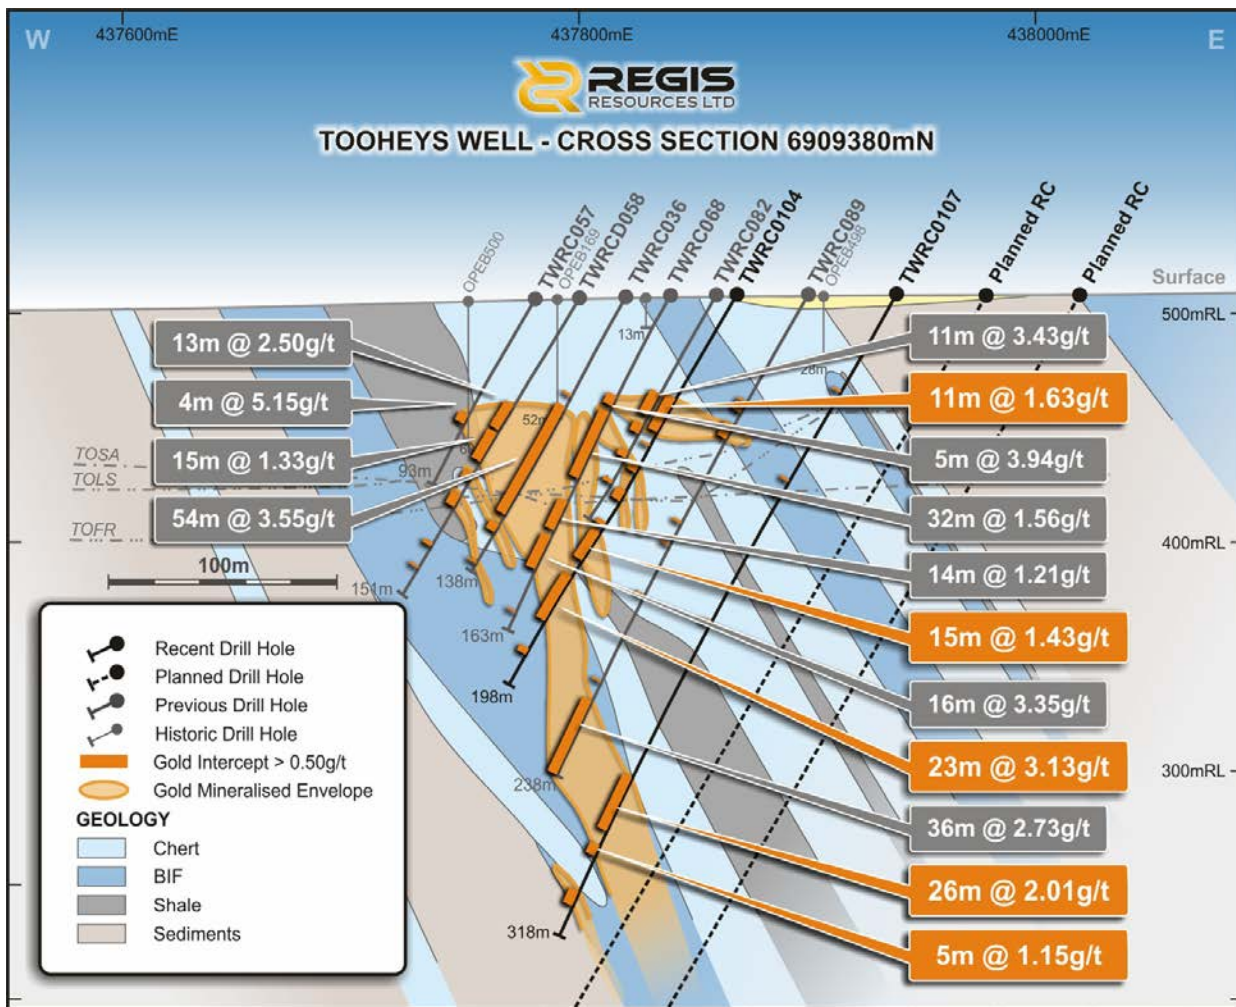 W
437600mE
437800mE
438000mE
E
REGIS
RESOURCES LTD
TOOHEYS WELL - CROSS SECTION 6909380mN
OPEB500
TWRC057
OPEB169
TWRCD058
TWRC036
TWRC068
TWRC082
TWRC0104
TWRC089
OPEB498
TWRC0107
Planned RC
Planned RC
Surface
500mRL
13m @ 2.50g/t
13m
11m @ 3.43g/t
28m
4m @ 5.15g/t
11m @ 1.63g/t
52m
TOSA
15m @ 1.33g/t
5m @ 3.94g/t
93m
TOLS
54m @ 3.55g/t
32m @ 1.56g/t
TOFR
400mRL
100m
14m @ 1.21g/t
151m
138m
163m
15m @ 1.43g/t
198m
16m @ 3.35g/t
23m @ 3.13g/t
300mRL
238m
36m @ 2.73g/t
26m @ 2.01g/t
318m
5m @ 1.15g/t
Recent Drill Hole
Planned Drill Hole
Previous Drill Hole
Historic Drill Hole
Gold Intercept > 0.50g/t
Gold Mineralised Envelope
GEOLOGY
Chert
BIF
Shale
Sediments